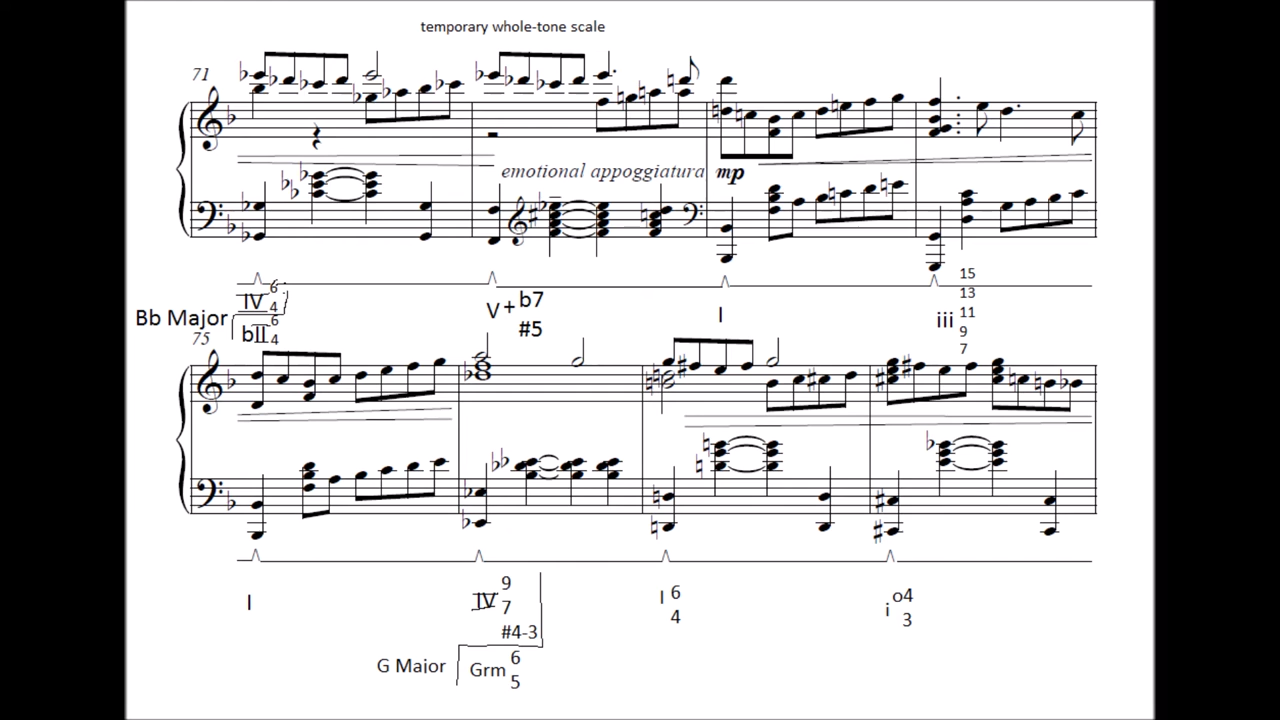 temporary whole-tone scale
71
emotional appoggiatura mp
Bb Major IV 6 4
bII 6 4
V+ b7 #5
I
iii 15 13 11 9 7
75
I
IV 9 7 #4-3
G Major Grm 6 5
I 6 4
i o4 3